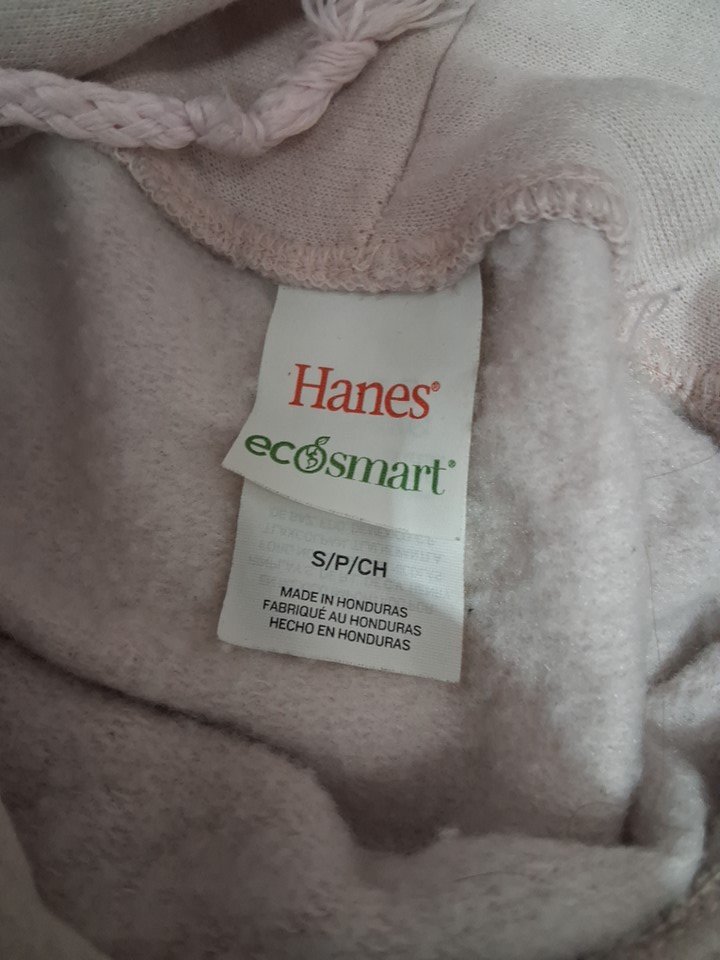 Hanes®
ecosmart®
S/P/CH
MADE IN HONDURAS
FABRIQUÉ AU HONDURAS
HECHO EN HONDURAS